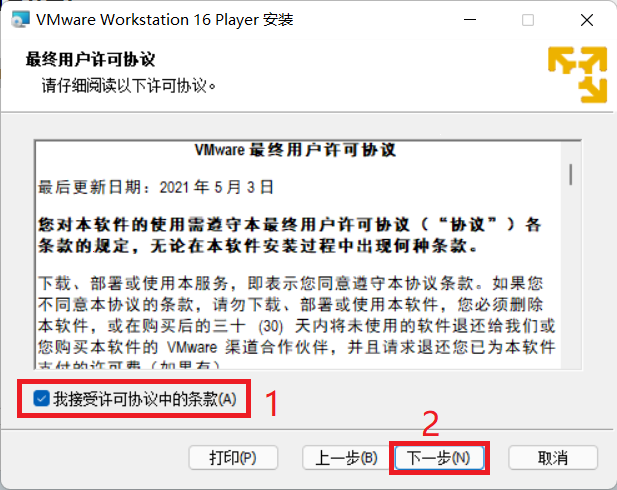 VMware Workstation 16 Player 安装
最终用户许可协议
请仔细阅读以下许可协议。
VMware 最终用户许可协议
最后更新日期：2021 年 5 月 3 日
您对本软件的使用需遵守本最终用户许可协议（“协议”）各
条款的规定，无论在本软件安装过程中出现何种条款。
下载、部署或使用本服务，即表示您同意遵守本协议条款。如果您
不同意本协议的条款，请勿下载、部署或使用本软件，您必须删除
本软件，或在购买后的三十 (30) 天内将未使用的软件退还给我们或
您购买本软件的 VMware 渠道合作伙伴，并且请求退还您已为本软件
支付的许可费（如果有）
我接受许可协议中的条款(A) 1
2
打印(P) 上一步(B) 下一步(N) 取消